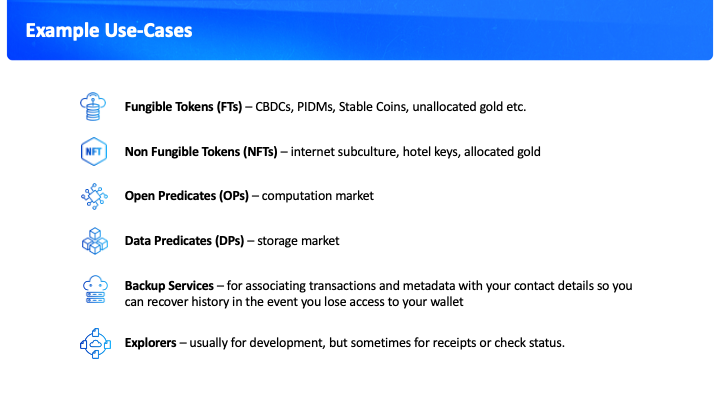 Example Use-Cases
Fungible Tokens (FTs) – CBDCs, PIDMs, Stable Coins, unallocated gold etc.
NFT
Non Fungible Tokens (NFTs) – internet subculture, hotel keys, allocated gold
Open Predicates (OPs) – computation market
Data Predicates (DPs) – storage market
Backup Services – for associating transactions and metadata with your contact details so you
can recover history in the event you lose access to your wallet
Explorers – usually for development, but sometimes for receipts or check status.